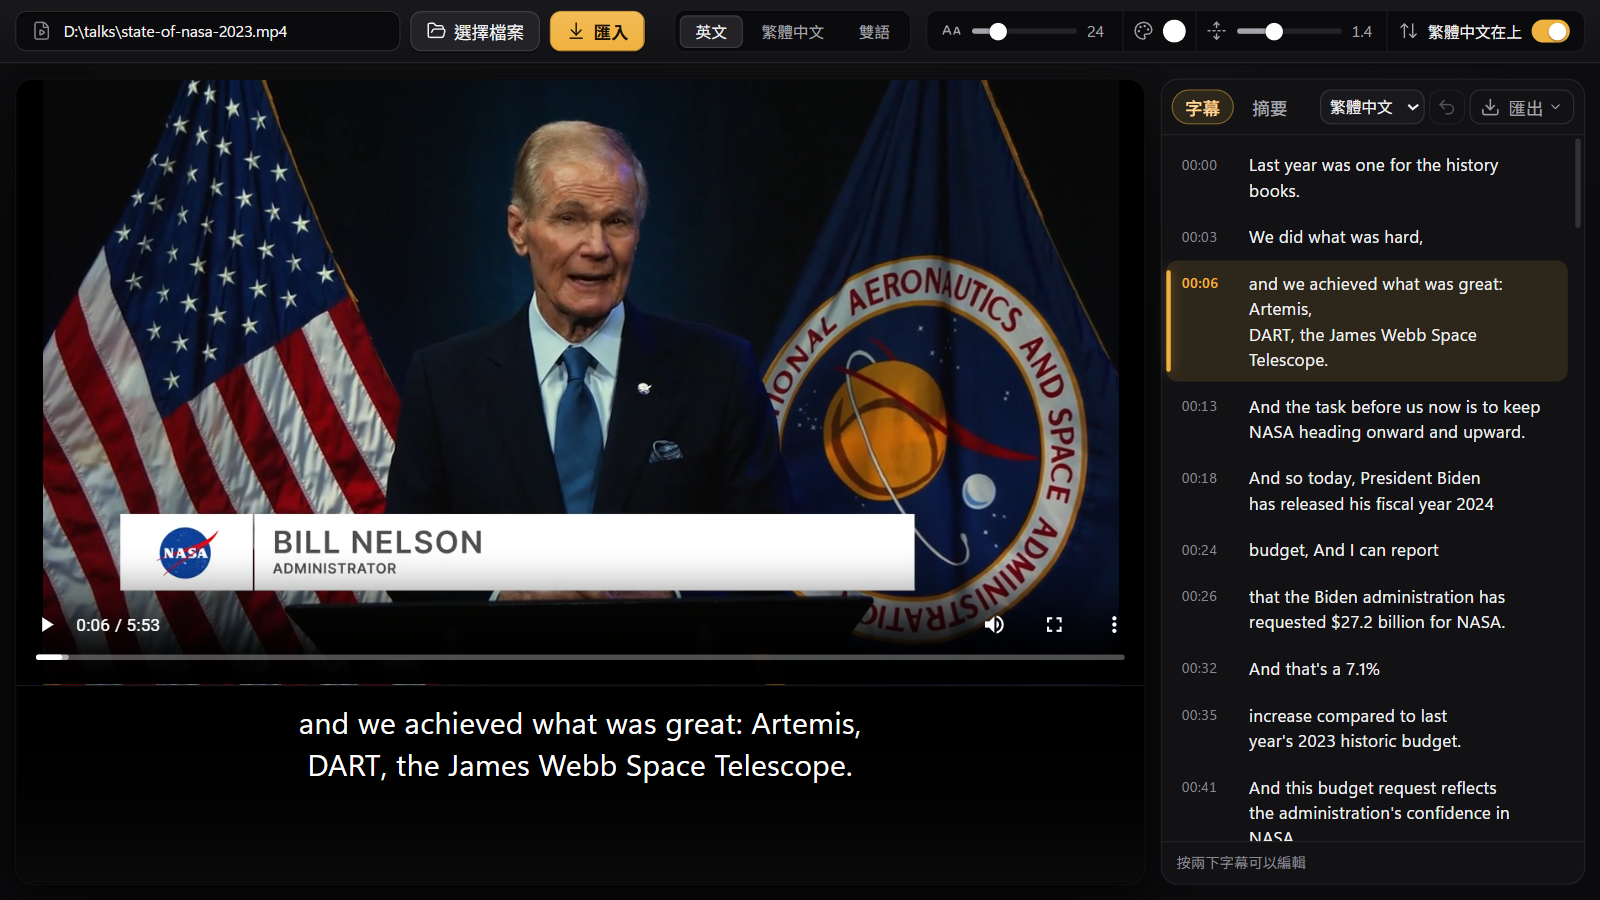 D:\talks\state-of-nasa-2023.mp4
選擇檔案
匯入
英文
繁體中文
雙語
AA
24
1.4
繁體中文在上
NATIONAL AERONAUTICS AND SPACE ADMINISTRATION
NASA
BILL NELSON
ADMINISTRATOR
0:06 / 5:53
and we achieved what was great: Artemis,
DART, the James Webb Space Telescope.
字幕
摘要
繁體中文
匯出
00:00
Last year was one for the history
books.
00:03
We did what was hard,
00:06
and we achieved what was great:
Artemis,
DART, the James Webb Space
Telescope.
00:13
And the task before us now is to keep
NASA heading onward and upward.
00:18
And so today, President Biden
has released his fiscal year 2024
00:24
budget, And I can report
00:26
that the Biden administration has
requested $27.2 billion for NASA.
00:32
And that's a 7.1%
00:35
increase compared to last
year's 2023 historic budget.
00:41
And this budget request reflects
the administration's confidence in
NASA
按兩下字幕可以編輯